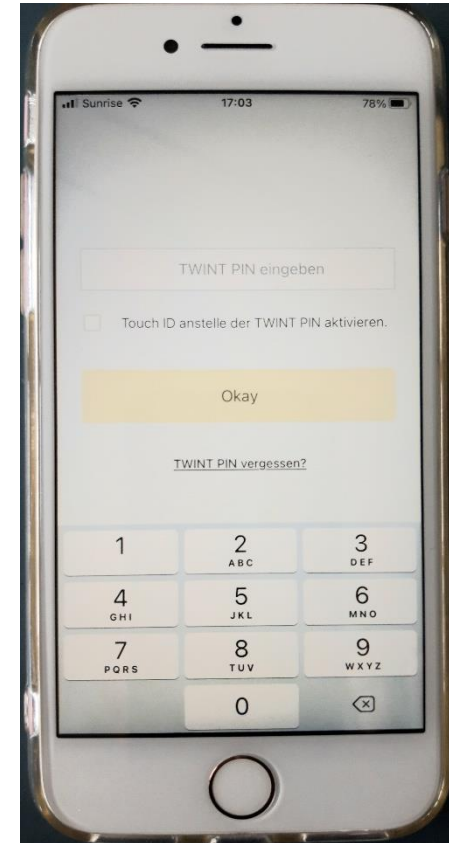 Sunrise 17:03 78%
TWINT PIN eingeben
Touch ID anstelle der TWINT PIN aktivieren.
Okay
TWINT PIN vergessen?
1 2 3
ABC DEF
4 5 6
GHI JKL MNO
7 8 9
PQRS TUV WXYZ
0